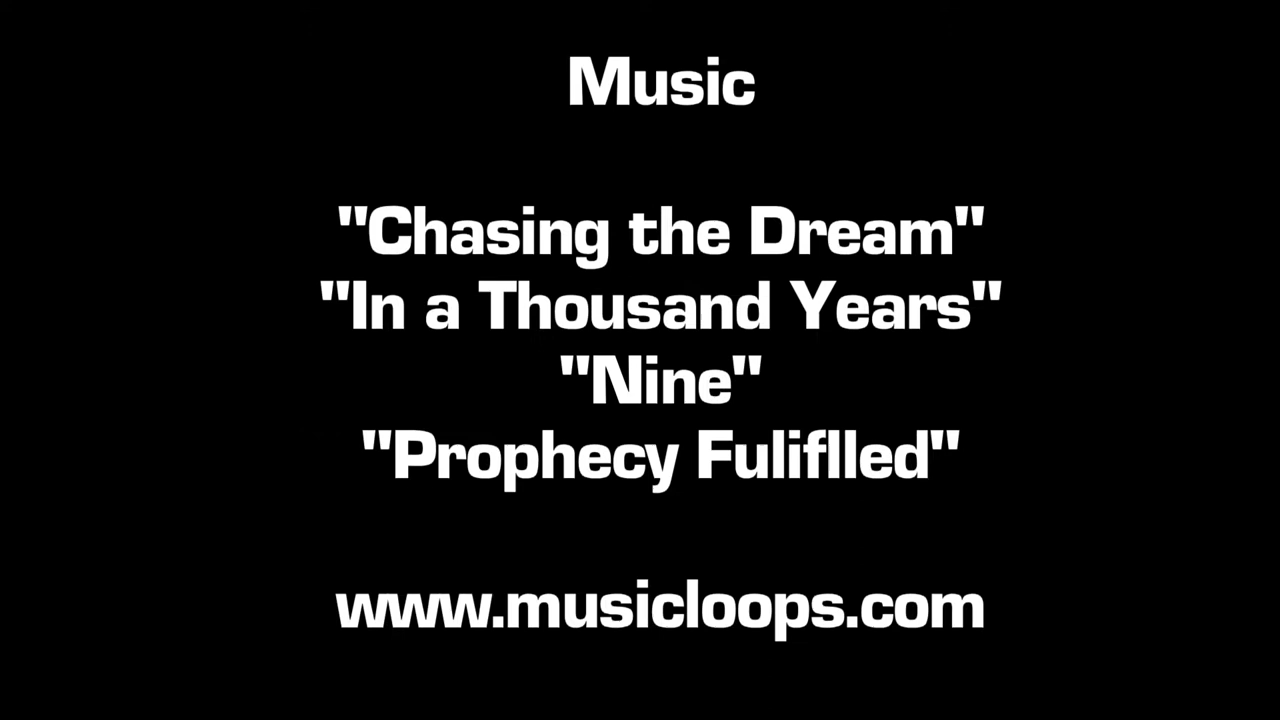 Music
"Chasing the Dream"
"In a Thousand Years"
"Nine"
"Prophecy Fuliflled"
www.musicloops.com